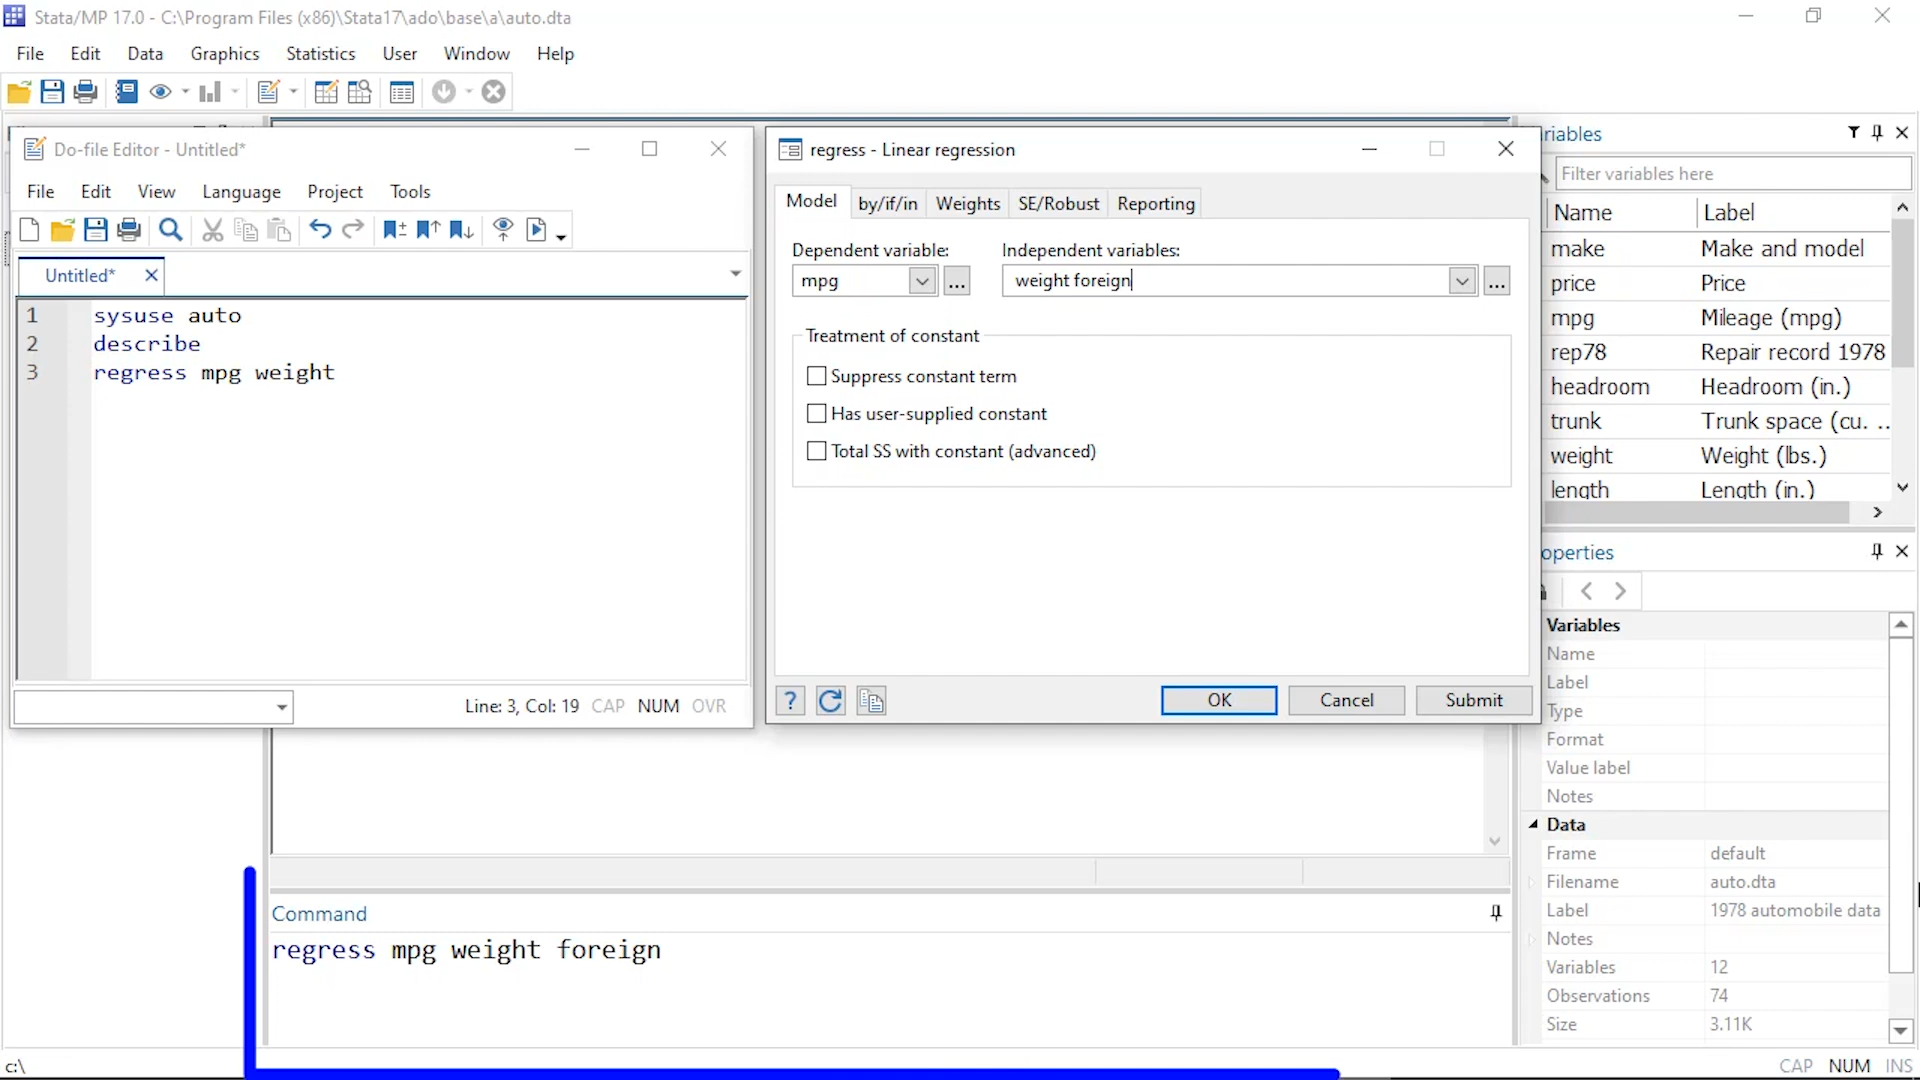 Stata/MP 17.0 - C:\Program Files (x86)\Stata17\ado\base\a\auto.dta
File Edit Data Graphics Statistics User Window Help
Do-file Editor - Untitled*
File Edit View Language Project Tools
Untitled*
1 sysuse auto
2 describe
3 regress mpg weight
Line: 3, Col: 19 CAP NUM OVR
regress - Linear regression
Model by/if/in Weights SE/Robust Reporting
Dependent variable: Independent variables:
mpg ... weight foreign ...
Treatment of constant
Suppress constant term
Has user-supplied constant
Total SS with constant (advanced)
? OK Cancel Submit
riables
Filter variables here
Name Label
make Make and model
price Price
mpg Mileage (mpg)
rep78 Repair record 1978
headroom Headroom (in.)
trunk Trunk space (cu. ..
weight Weight (lbs.)
length Length (in.)
operties
Variables
Name
Label
Type
Format
Value label
Notes
Data
Frame default
Filename auto.dta
Label 1978 automobile data
Notes
Variables 12
Observations 74
Size 3.11K
Command
regress mpg weight foreign
c:\ CAP NUM INS